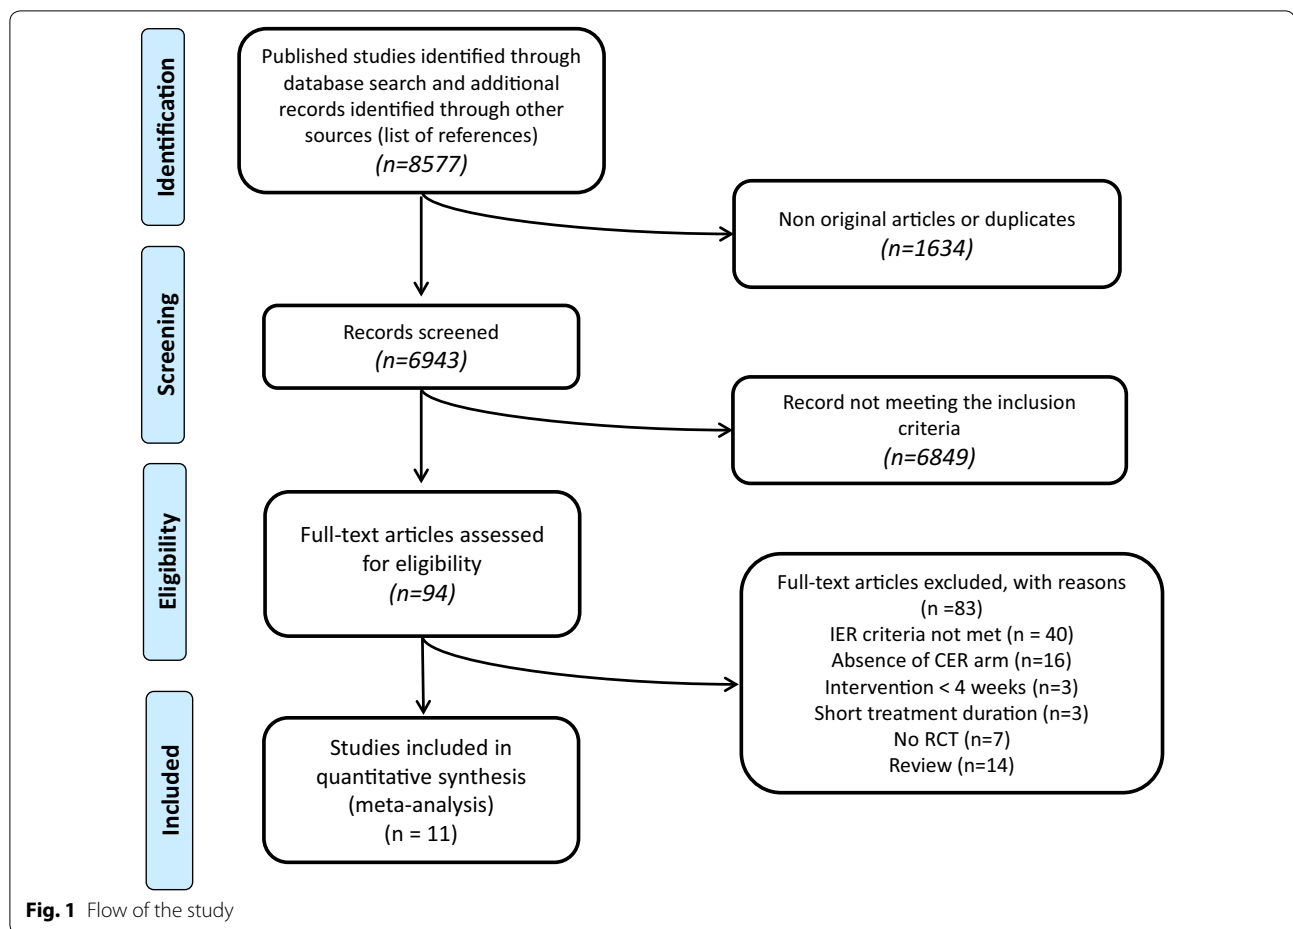 Identification
Published studies identified through
database search and additional
records identified through other
sources (list of references)
(n=8577)
Non original articles or duplicates
(n=1634)
Screening
Records screened
(n=6943)
Record not meeting the inclusion
criteria
(n=6849)
Eligibility
Full-text articles assessed
for eligibility
(n=94)
Full-text articles excluded, with reasons
(n =83)
IER criteria not met (n = 40)
Absence of CER arm (n=16)
Intervention < 4 weeks (n=3)
Short treatment duration (n=3)
No RCT (n=7)
Review (n=14)
Included
Studies included in
quantitative synthesis
(meta-analysis)
(n = 11)
Fig. 1 Flow of the study